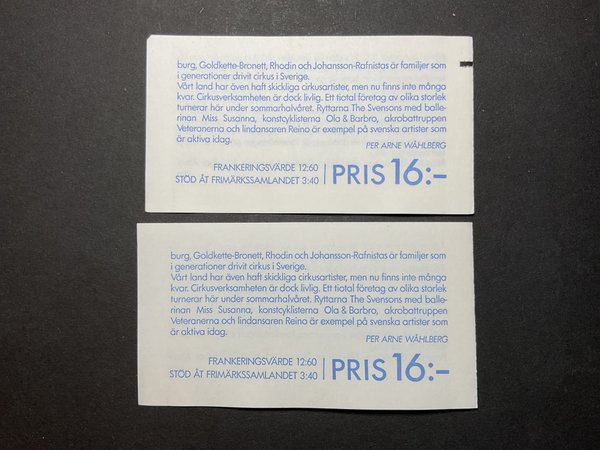 burg, Goldkette-Bronett, Rhodin och Johansson-Rafnistas är familjer som
i generationer drivit cirkus i Sverige.
Vårt land har även haft skickliga cirkusartister, men nu finns inte många
kvar. Cirkusverksamheten är dock livlig. Ett tiotal företag av olika storlek
turnerar här under sommarhalvåret. Ryttarna The Svensons med balle-
rinan Miss Susanna, konstcyklisterna Ola & Barbro, akrobattruppen
Veteranerna och lindansaren Reino är exempel på svenska artister som
är aktiva idag.
PER ARNE WÅHLBERG
FRANKERINGSVÄRDE 12:60
STÖD ÅT FRIMÄRKSSAMLANDET 3:40
PRIS 16:–
burg, Goldkette-Bronett, Rhodin och Johansson-Rafnistas är familjer som
i generationer drivit cirkus i Sverige.
Vårt land har även haft skickliga cirkusartister, men nu finns inte många
kvar. Cirkusverksamheten är dock livlig. Ett tiotal företag av olika storlek
turnerar här under sommarhalvåret. Ryttarna The Svensons med balle-
rinan Miss Susanna, konstcyklisterna Ola & Barbro, akrobattruppen
Veteranerna och lindansaren Reino är exempel på svenska artister som
är aktiva idag.
PER ARNE WÅHLBERG
FRANKERINGSVÄRDE 12:60
STÖD ÅT FRIMÄRKSSAMLANDET 3:40
PRIS 16:–